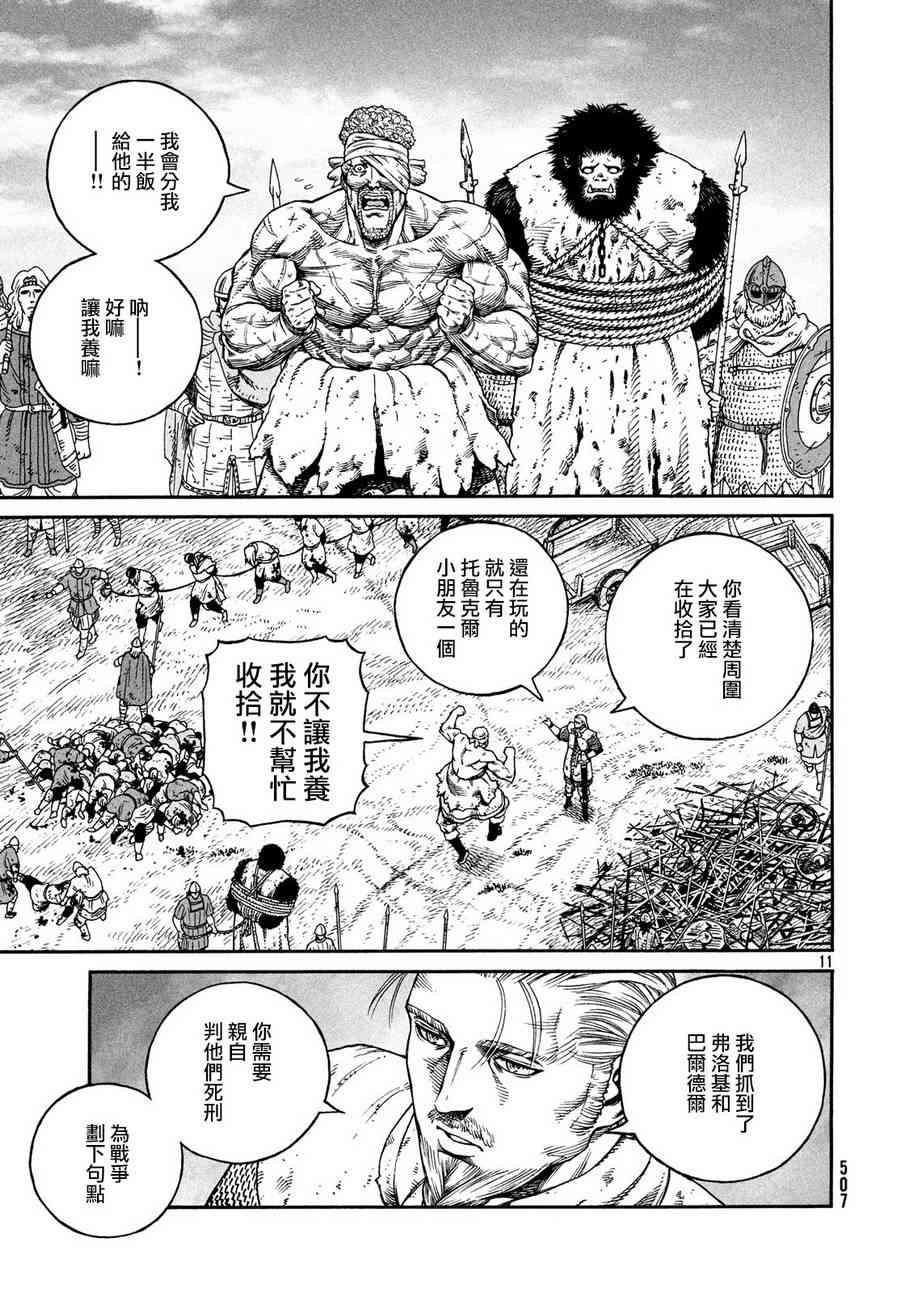 我會分我
一半飯
給他的
——!!
吶——！
好嘛
讓我養嘛
你看清楚周圍
大家已經
在收拾了
還在玩的
就只有
托魯克爾
小朋友一個
你不讓我養
我就不幫忙
收拾!!
11
我們抓到了
弗洛基和
巴爾德爾
你需要
親自
判他們死刑
為戰爭
劃下句點
507